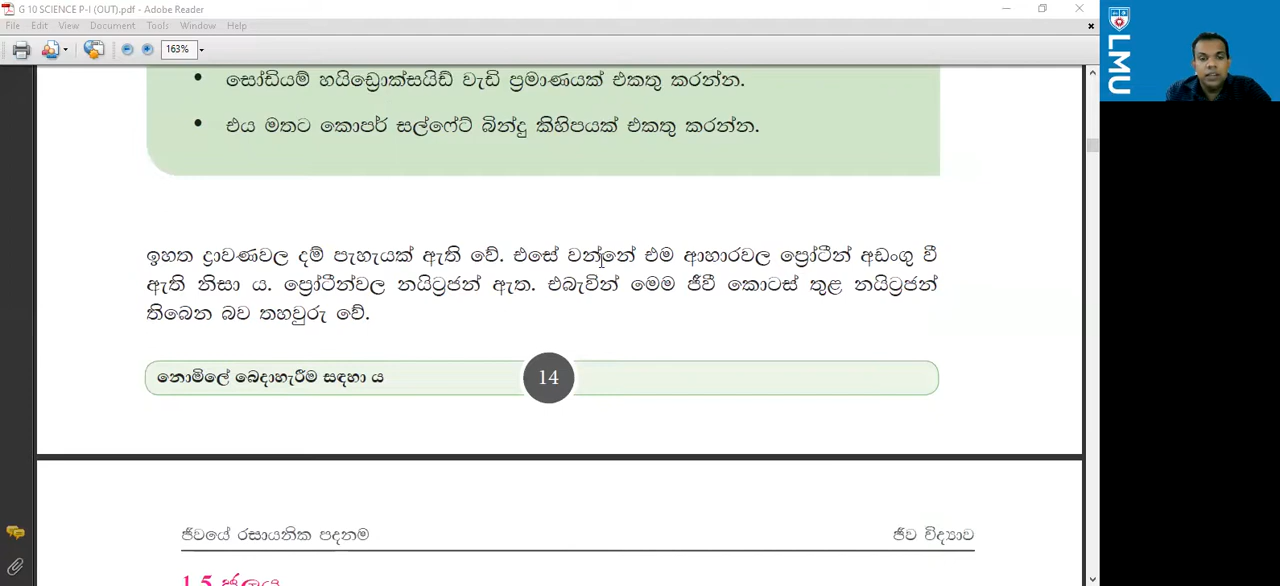 G 10 SCIENCE P-I (OUT).pdf - Adobe Reader
File Edit View Document Tools Window Help
163%
LMU
• සෝඩියම් හයිඩ්‍රොක්සයිඩ් වැඩි ප්‍රමාණයක් එකතු කරන්න.
• එය මතට කොපර් සල්ෆේට් බින්දු කිහිපයක් එකතු කරන්න.
ඉහත ද්‍රාවණවල දම් පැහැයක් ඇති වේ. එසේ වන්නේ එම ආහාරවල ප්‍රෝටීන් අඩංගු වී
ඇති නිසා ය. ප්‍රෝටීන්වල නයිට්‍රජන් ඇත. එබැවින් මෙම ජීවී කොටස් තුළ නයිට්‍රජන්
තිබෙන බව තහවුරු වේ.
නොමිලේ බෙදාහැරීම සඳහා ය
14
ජීවයේ රසායනික පදනම
ජීව විද්‍යාව
1.5 ජලය